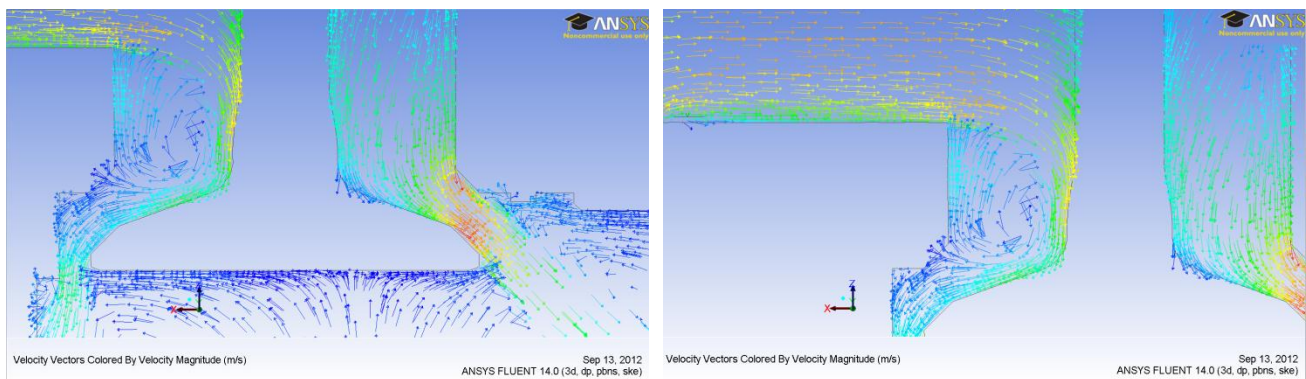 ANSYS
Noncommercial use only
X
Velocity Vectors Colored By Velocity Magnitude (m/s)
Sep 13, 2012
ANSYS FLUENT 14.0 (3d, dp, pbns, ske)
ANSYS
Noncommercial use only
Z
X
Velocity Vectors Colored By Velocity Magnitude (m/s)
Sep 13, 2012
ANSYS FLUENT 14.0 (3d, dp, pbns, ske)